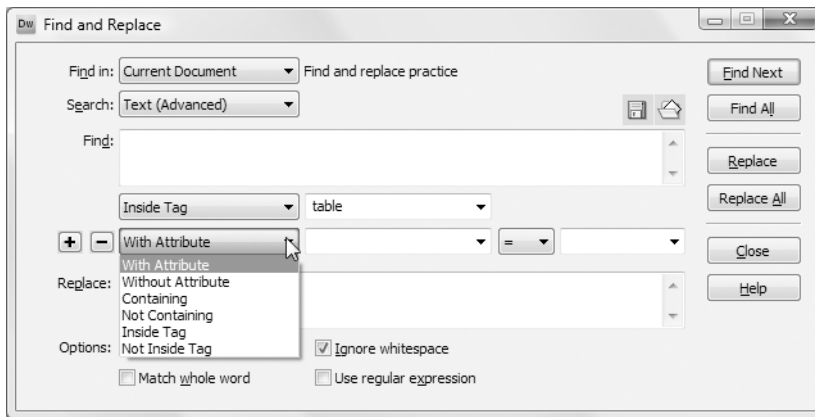 Dw Find and Replace
Find in: Current Document Find and replace practice Find Next
Search: Text (Advanced) Find All
Find:
Replace
Inside Tag table Replace All
+ - With Attribute = Close
With Attribute
Without Attribute
Replace: Containing Help
Not Containing
Inside Tag
Options: Not Inside Tag Ignore whitespace
Match whole word Use regular expression